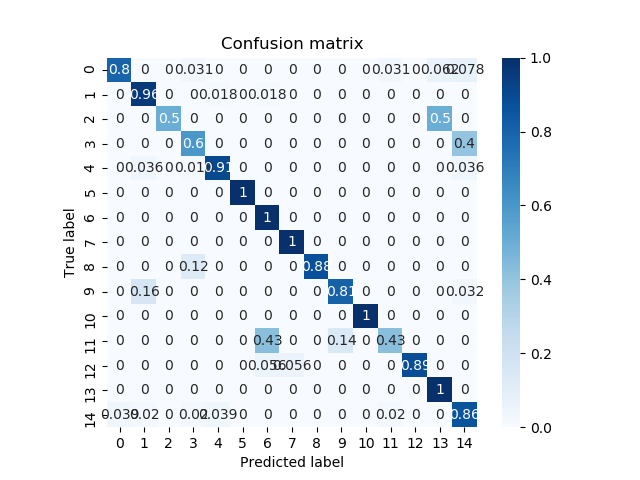 Confusion matrix
0 0.8 0 0 0.031 0 0 0 0 0 0 0 0.031 0 0.062 0.078
1 0 0.96 0 0 0.018 0 0.018 0 0 0 0 0 0 0 0
2 0 0 0.5 0 0 0 0 0 0 0 0 0 0 0.5 0
3 0 0 0 0.6 0 0 0 0 0 0 0 0 0 0 0.4
4 0 0.036 0 0.01 0.91 0 0 0 0 0 0 0 0 0 0.036
5 0 0 0 0 0 1 0 0 0 0 0 0 0 0 0
6 0 0 0 0 0 0 1 0 0 0 0 0 0 0 0
7 0 0 0 0 0 0 0 1 0 0 0 0 0 0 0
8 0 0 0 0.12 0 0 0 0 0.88 0 0 0 0 0 0
9 0 0.16 0 0 0 0 0 0 0 0.81 0 0 0 0 0.032
10 0 0 0 0 0 0 0 0 0 0 1 0 0 0 0
11 0 0 0 0 0 0 0.43 0 0 0.14 0 0.43 0 0 0
12 0 0 0 0 0 0 0.056 0.056 0 0 0 0 0.89 0 0
13 0 0 0 0 0 0 0 0 0 0 0 0 0 1 0
14 0.039 0.02 0 0.02 0.039 0 0 0 0 0 0 0.02 0 0 0.86
0 1 2 3 4 5 6 7 8 9 10 11 12 13 14
True label
Predicted label
1.0
0.8
0.6
0.4
0.2
0.0